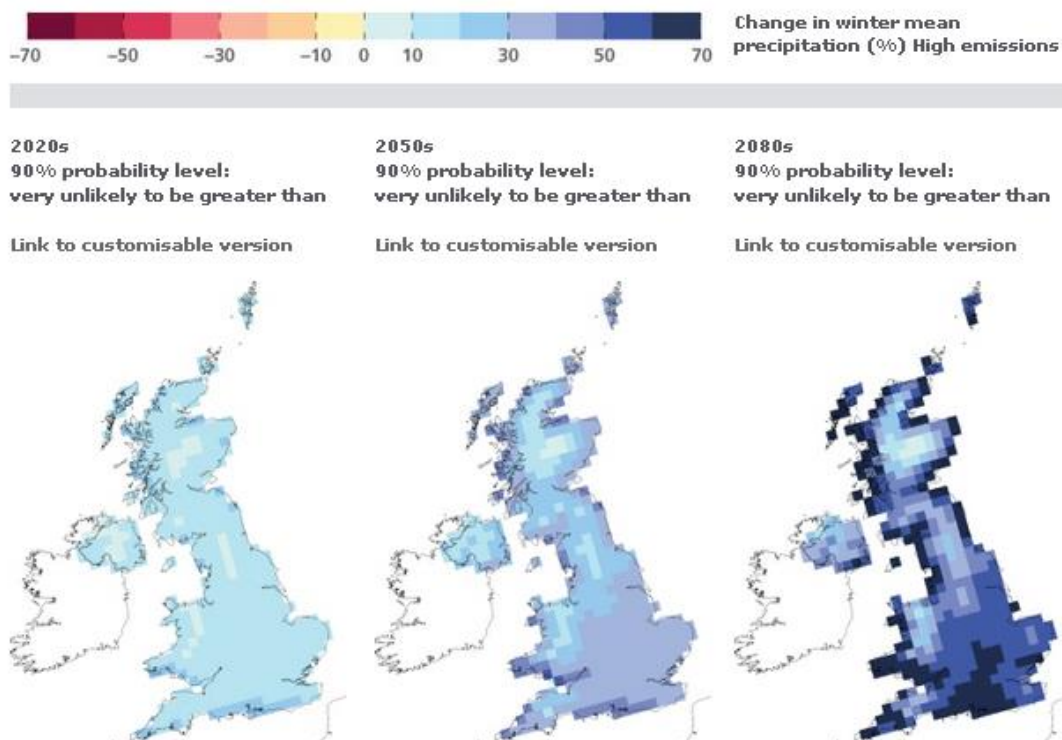 Change in winter mean
precipitation (%) High emissions
−70 −50 −30 −10 0 10 30 50 70
2020s
90% probability level:
very unlikely to be greater than
Link to customisable version
2050s
90% probability level:
very unlikely to be greater than
Link to customisable version
2080s
90% probability level:
very unlikely to be greater than
Link to customisable version